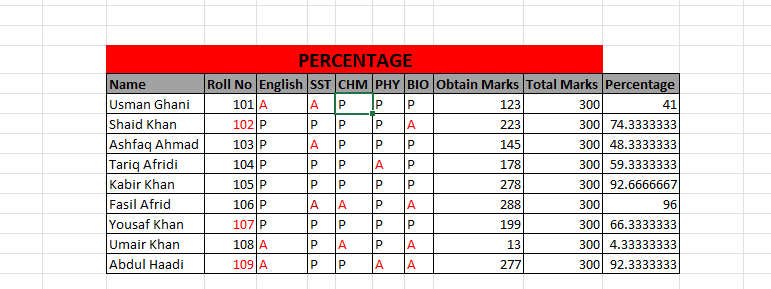 PERCENTAGE
Name Roll No English SST CHM PHY BIO Obtain Marks Total Marks Percentage
Usman Ghani 101 A A P P P 123 300 41
Shaid Khan 102 P P P P A 223 300 74.3333333
Ashfaq Ahmad 103 P A P P P 145 300 48.3333333
Tariq Afridi 104 P P P A P 178 300 59.3333333
Kabir Khan 105 P P P P P 278 300 92.6666667
Fasil Afrid 106 P A A P A 288 300 96
Yousaf Khan 107 P P P P P 199 300 66.3333333
Umair Khan 108 A P A P A 13 300 4.33333333
Abdul Haadi 109 A P P A A 277 300 92.3333333